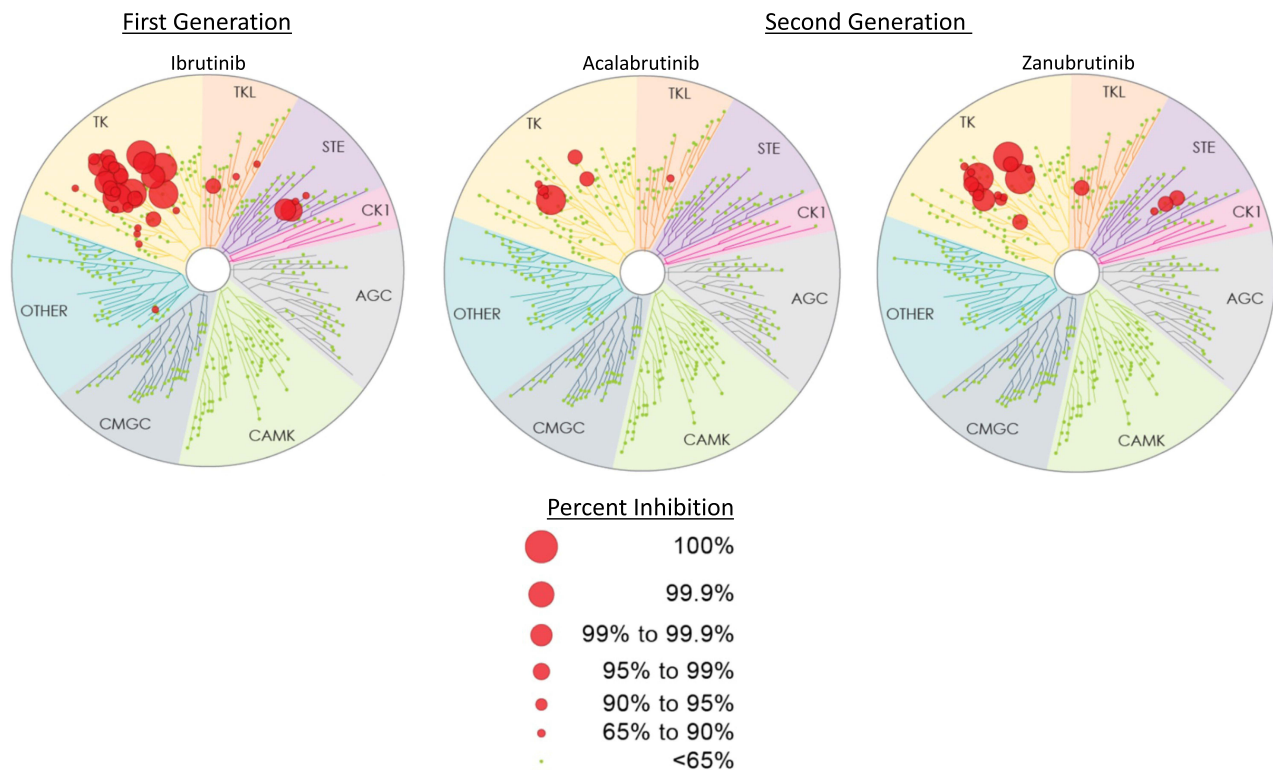 First Generation
Second Generation
Ibrutinib
Acalabrutinib
Zanubrutinib
TK
TKL
STE
CK1
AGC
CAMK
CMGC
OTHER
TK
TKL
STE
CK1
AGC
CAMK
CMGC
OTHER
TK
TKL
STE
CK1
AGC
CAMK
CMGC
OTHER
Percent Inhibition
100%
99.9%
99% to 99.9%
95% to 99%
90% to 95%
65% to 90%
<65%